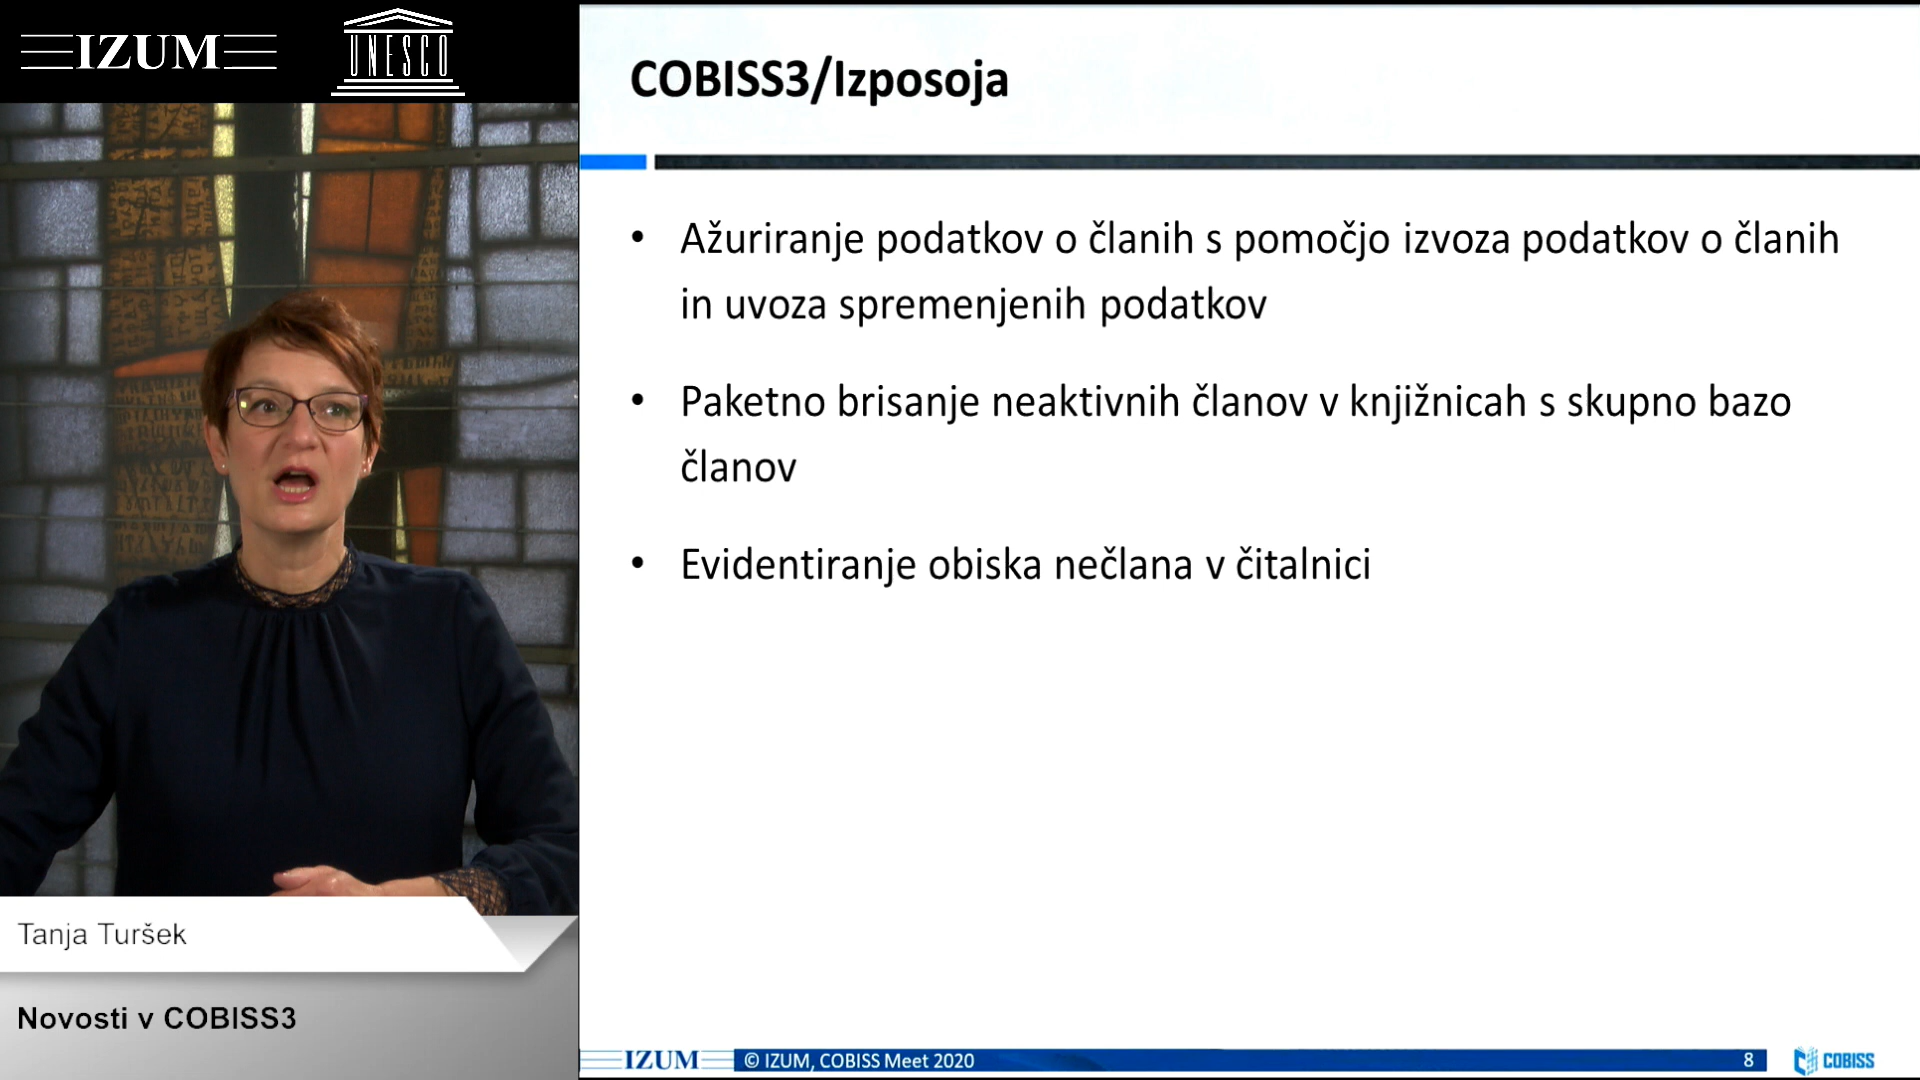 IZUM
UNESCO
COBISS3/Izposoja
• Ažuriranje podatkov o članih s pomočjo izvoza podatkov o članih
in uvoza spremenjenih podatkov
• Paketno brisanje neaktivnih članov v knjižnicah s skupno bazo
članov
• Evidentiranje obiska nečlana v čitalnici
Tanja Turšek
Novosti v COBISS3
IZUM
© IZUM, COBISS Meet 2020
8
COBISS